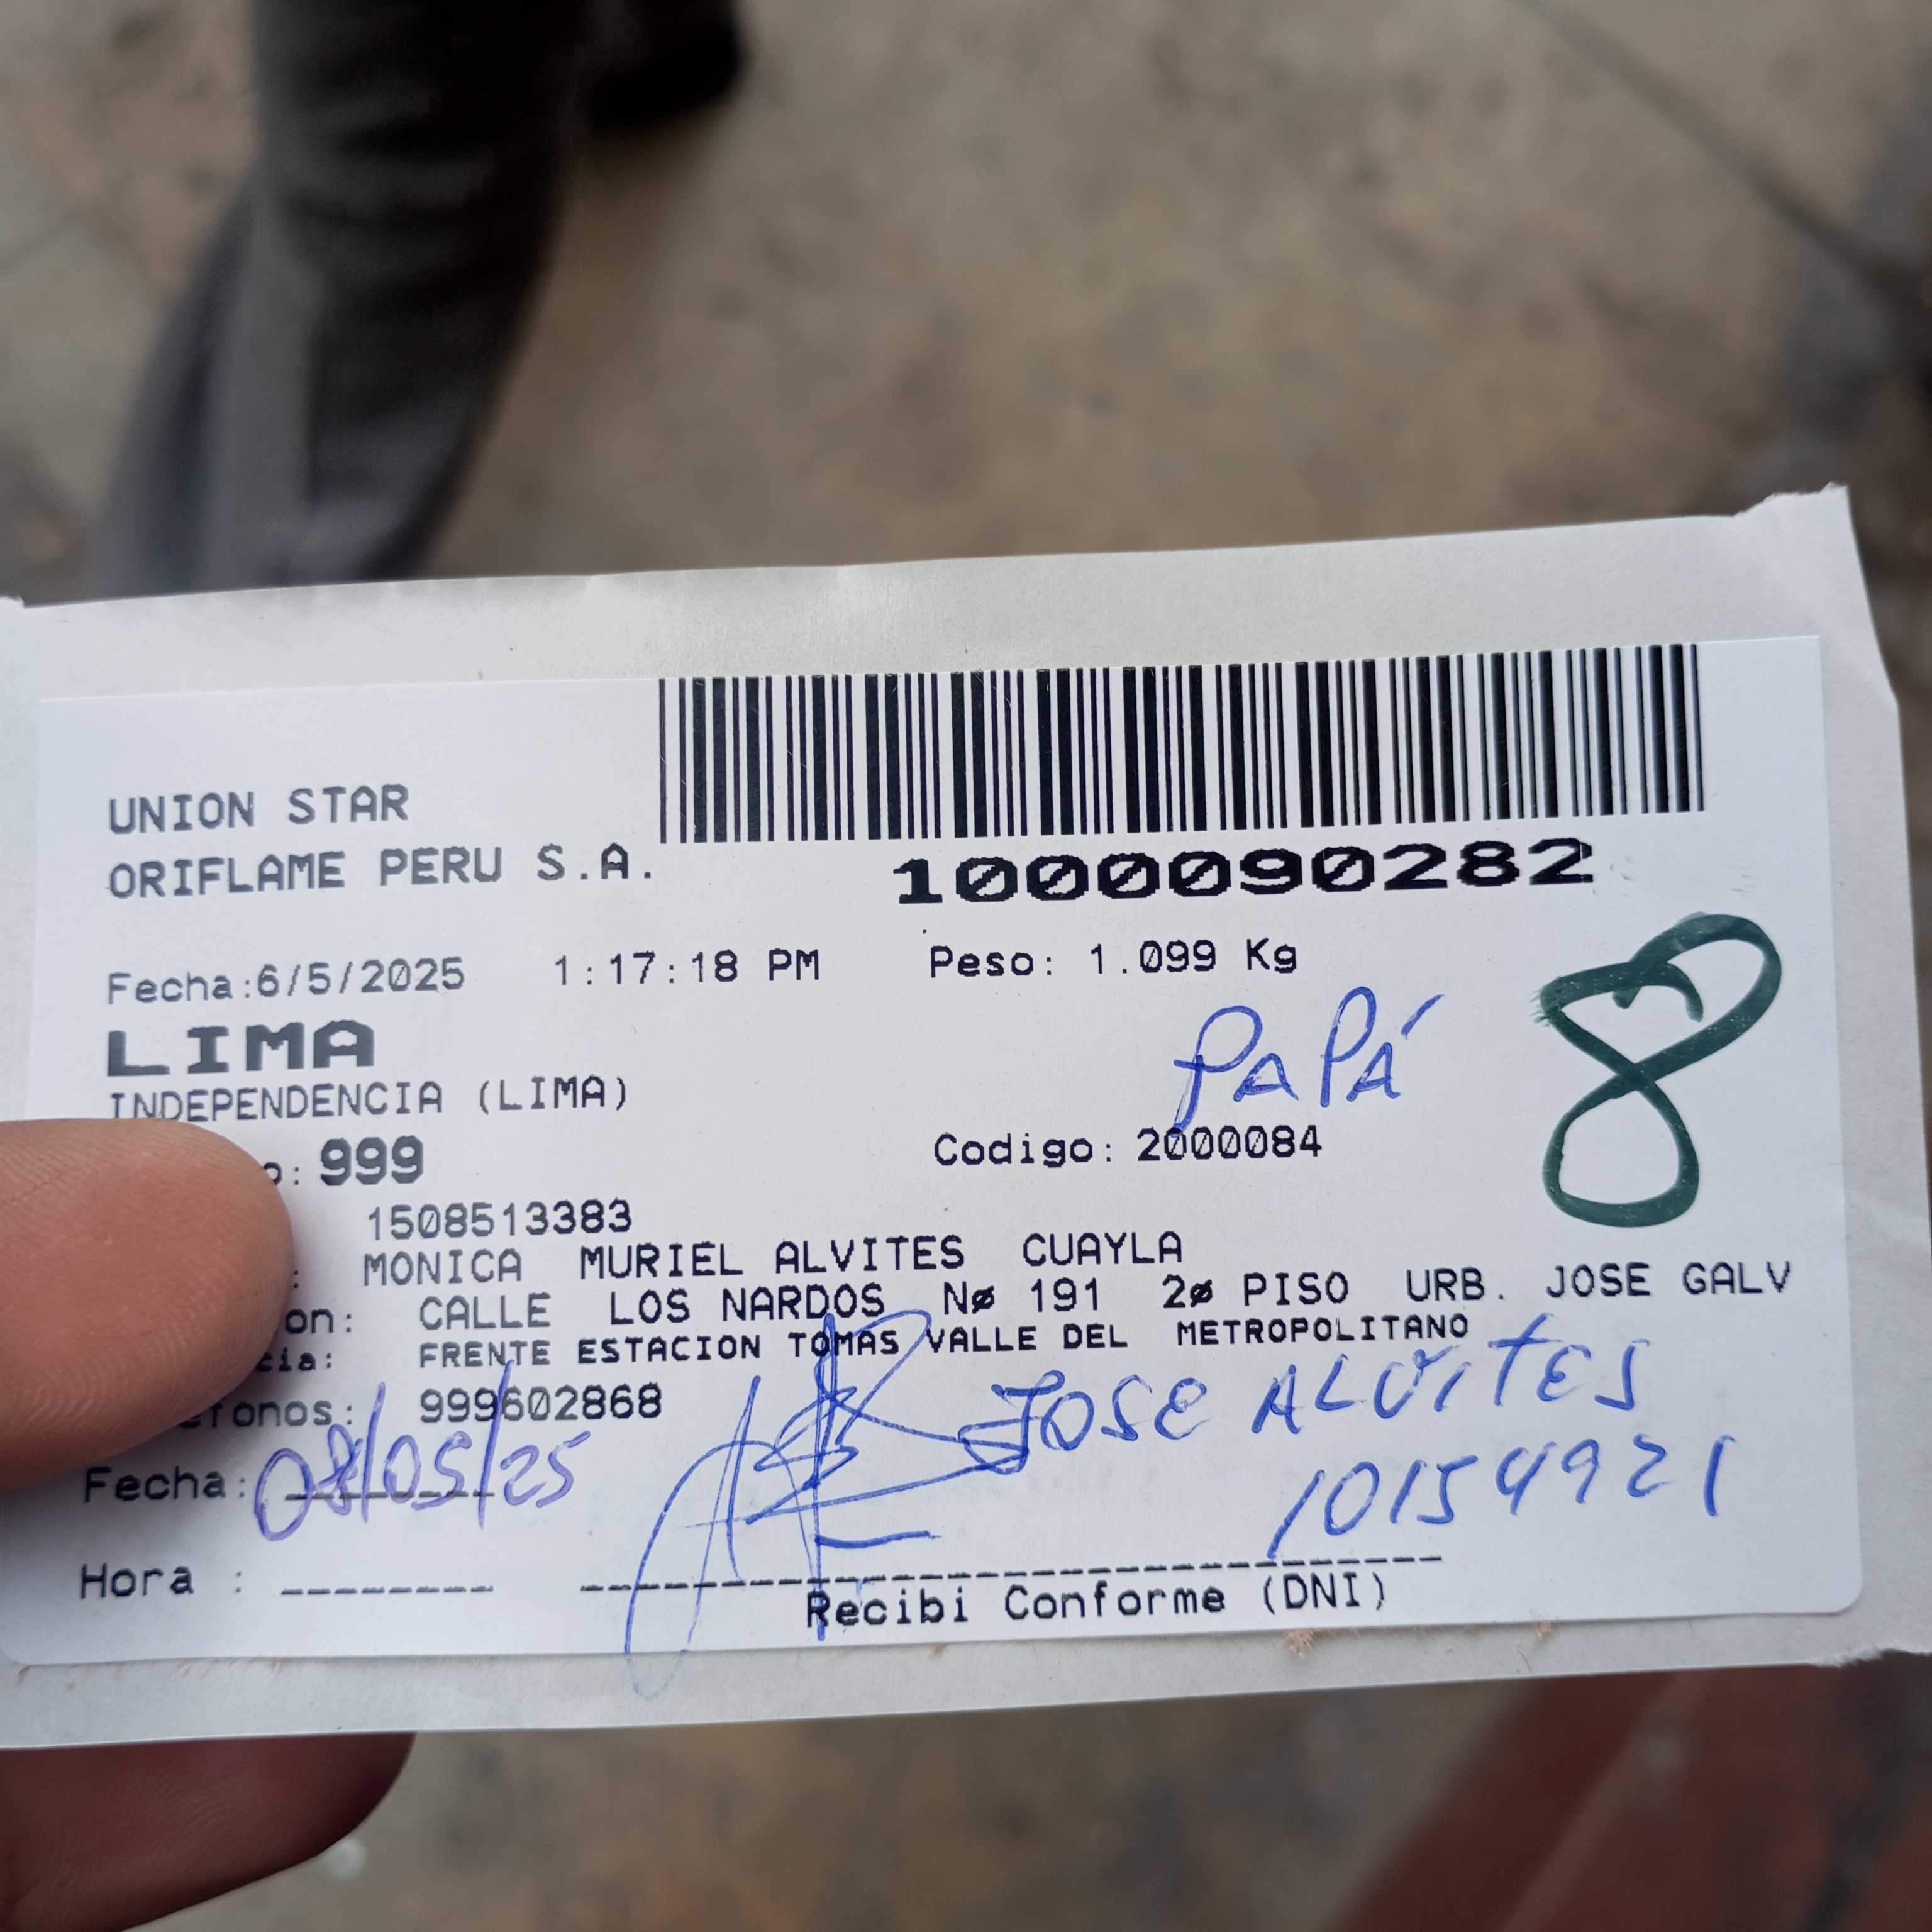 UNION STAR
ORIFLAME PERU S.A.
1000090282
Fecha:6/5/2025 1:17:18 PM Peso: 1.099 Kg
LIMA
PAPÁ
8
INDEPENDENCIA (LIMA)
o: 999 Codigo: 2000084
1508513383
: MONICA MURIEL ALVITES CUAYLA
on: CALLE LOS NARDOS Nø 191 2ø PISO URB. JOSE GALV
cia: FRENTE ESTACION TOMAS VALLE DEL METROPOLITANO
efonos: 999602868
JOSE ALVITES
Fecha: 08/05/25
10154921
Hora :
Recibi Conforme (DNI)